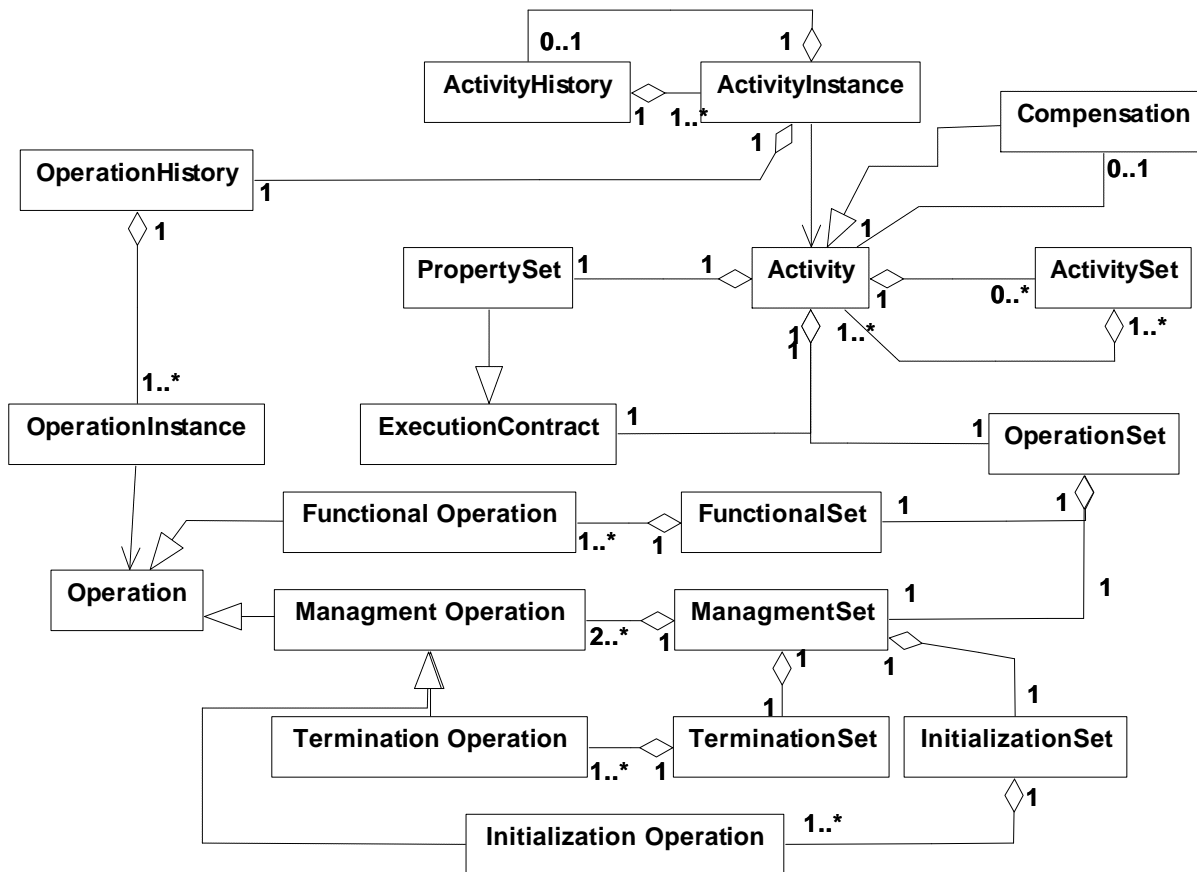 0..1
1
ActivityHistory
ActivityInstance
1
1..*
1
Compensation
OperationHistory
1
0..1
1
1
PropertySet
1
1
Activity
1
0..*
ActivitySet
1
1
1..*
1..*
1..*
OperationInstance
ExecutionContract
1
1
OperationSet
Functional Operation
1..*
1
FunctionalSet
1
1
Operation
Managment Operation
2..*
1
ManagmentSet
1
1
1
1
Termination Operation
1..*
1
1
TerminationSet
1
InitializationSet
1
Initialization Operation
1..*